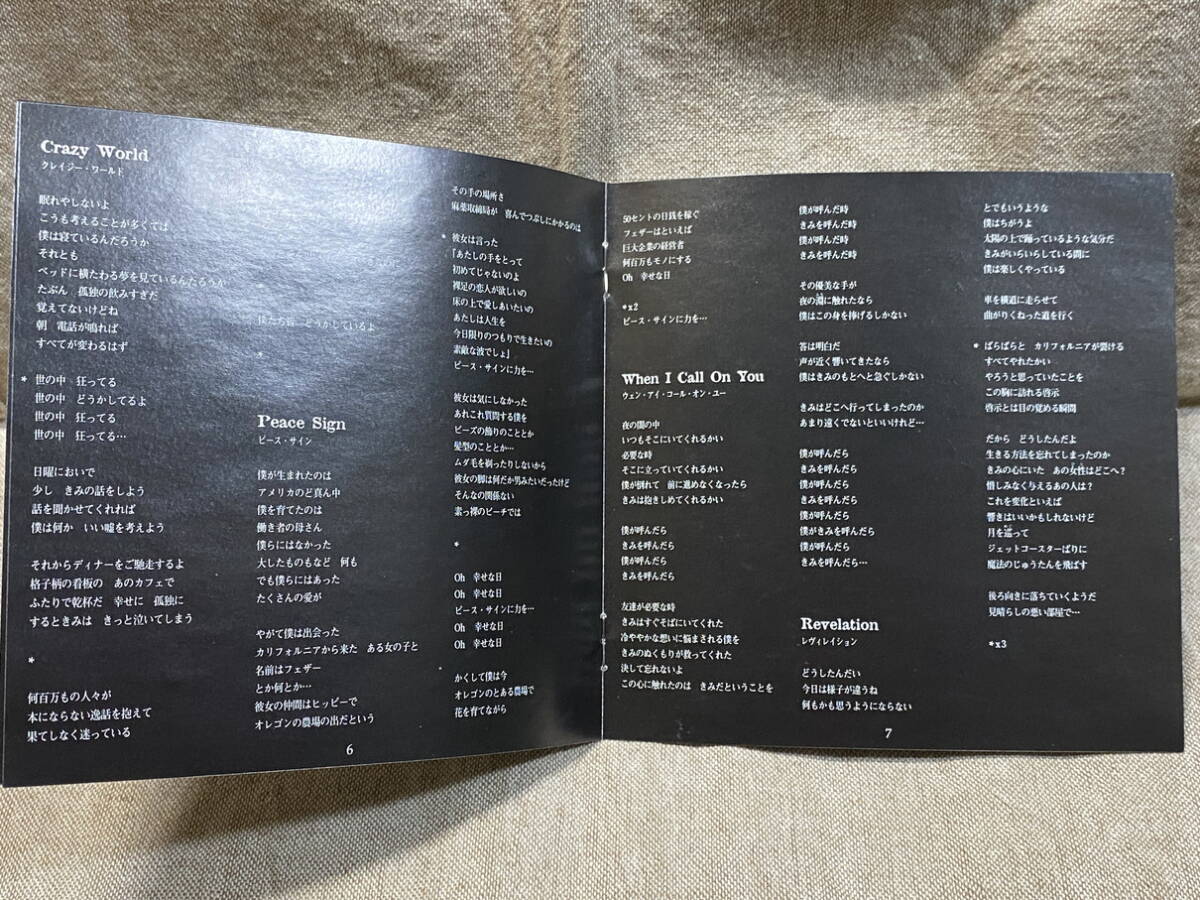 Crazy World
クレイジー・ワールド
眠れやしないよ
こうも考えることが多くては
僕は寝ているんだろうか
それとも
ベッドに横たわる夢を見ているんだろうか
たぶん 孤独の飲みすぎだ
覚えてないけどね
朝 電話が鳴れば
すべてが変わるはず
* 世の中 狂ってる
世の中 どうかしてるよ
世の中 狂ってる
世の中 狂ってる…
日曜においで
少し きみの話をしよう
話を聞かせてくれれば
僕は何か いい嘘を考えよう
それからディナーをご馳走するよ
格子柄の看板の あのカフェで
ふたりで乾杯だ 幸せに 孤独に
するときみは きっと泣いてしまう
*
何百万もの人々が
本にならない逸話を抱えて
果てしなく迷っている
僕たち皆 どうかしているよ
Peace Sign
ピース・サイン
僕が生まれたのは
アメリカのど真ん中
僕を育てたのは
働き者の母さん
僕らにはなかった
大したものもなど 何も
でも僕らにはあった
たくさんの愛が
やがて僕は出会った
カリフォルニアから来た ある女の子と
名前はフェザー
とか何とか…
彼女の仲間はヒッピーで
オレゴンの農場の出だという
その手の場所さ
麻薬取締局が 喜んでつぶしにかかるのは
* 彼女は言った
「あたしの手をとって
初めてじゃないのよ
裸足の恋人が欲しいの
床の上で愛しあいたいの
あたしは人生を
今日限りのつもりで生きたいの
素敵な波でしょ」
ピース・サインに力を…
彼女は気にしなかった
あれこれ質問する僕を
ビーズの飾りのこととか
髪型のこととか…
ムダ毛を剃ったりしないから
彼女の脚は何だか男みたいだったけど
そんなの関係ない
素っ裸のビーチでは
*
Oh 幸せな日
Oh 幸せな日
ピース・サインに力を…
Oh 幸せな日
Oh 幸せな日
かくして僕は今
オレゴンのとある農場で
花を育てながら
6
50セントの日銭を稼ぐ
フェザーはといえば
巨大企業の経営者
何百万もモノにする
Oh 幸せな日
*x2
ピース・サインに力を…
When I Call On You
ウェン・アイ・コール・オン・ユー
夜の闇の中
いつもそこにいてくれるかい
必要な時
そこに立っていてくれるかい
僕が倒れて 前に進めなくなったら
きみは抱きしめてくれるかい
僕が呼んだら
きみを呼んだら
僕が呼んだら
きみを呼んだら
友達が必要な時
きみはすぐそばにいてくれた
冷ややかな想いに悩まされる僕を
きみのぬくもりが救ってくれた
決して忘れないよ
この心に触れたのは きみだということを
僕が呼んだ時
きみを呼んだ時
僕が呼んだ時
きみを呼んだ時
その優美な手が
夜の淵に触れたなら
僕はこの身を捧げるしかない
答は明白だ
声が近く響いてきたなら
僕はきみのもとへと急ぐしかない
きみはどこへ行ってしまったのか
あまり遠くでないといいけれど…
僕が呼んだら
きみを呼んだら
僕が呼んだら
きみを呼んだら
僕が呼んだら
僕がきみを呼んだら
僕が呼んだら
きみを呼んだら…
Revelation
レヴィレイション
どうしたんだい
今日は様子が違うね
何もかも思うようにならない
とでもいうような
僕はちがうよ
太陽の上で踊っているような気分だ
きみがいらいらしている間に
僕は楽しくやっている
車を横道に走らせて
曲がりくねった道を行く
* ばらばらと カリフォルニアが裂ける
すべてやれたかい
やろうと思っていたことを
この胸に訪れる啓示
啓示とは目の覚める瞬間
だから どうしたんだよ
生きる方法を忘れてしまったのか
きみの心にいた あの女性はどこへ?
惜しみなく与えるあの人は?
これを変化といえば
響きはいいかもしれないけど
月を巡って
ジェットコースターばりに
魔法のじゅうたんを飛ばす
後ろ向きに落ちていくようだ
見晴らしの悪い部屋で…
*x3
7